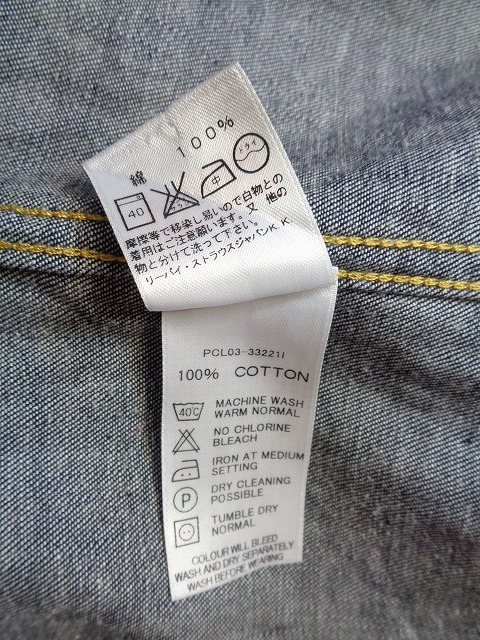 綿 100%
40 中 ドライ
摩擦等で移染し易いので白物との
着用はご注意願います。又 他の
物と分けて洗って下さい。
リーバイ・ストラウスジャパンK.K.
PCL03-33221I
100% COTTON
40℃ MACHINE WASH
WARM NORMAL
NO CHLORINE
BLEACH
IRON AT MEDIUM
SETTING
P DRY CLEANING
POSSIBLE
TUMBLE DRY
NORMAL
COLOUR WILL BLEED
WASH AND DRY SEPARATELY
WASH BEFORE WEARING